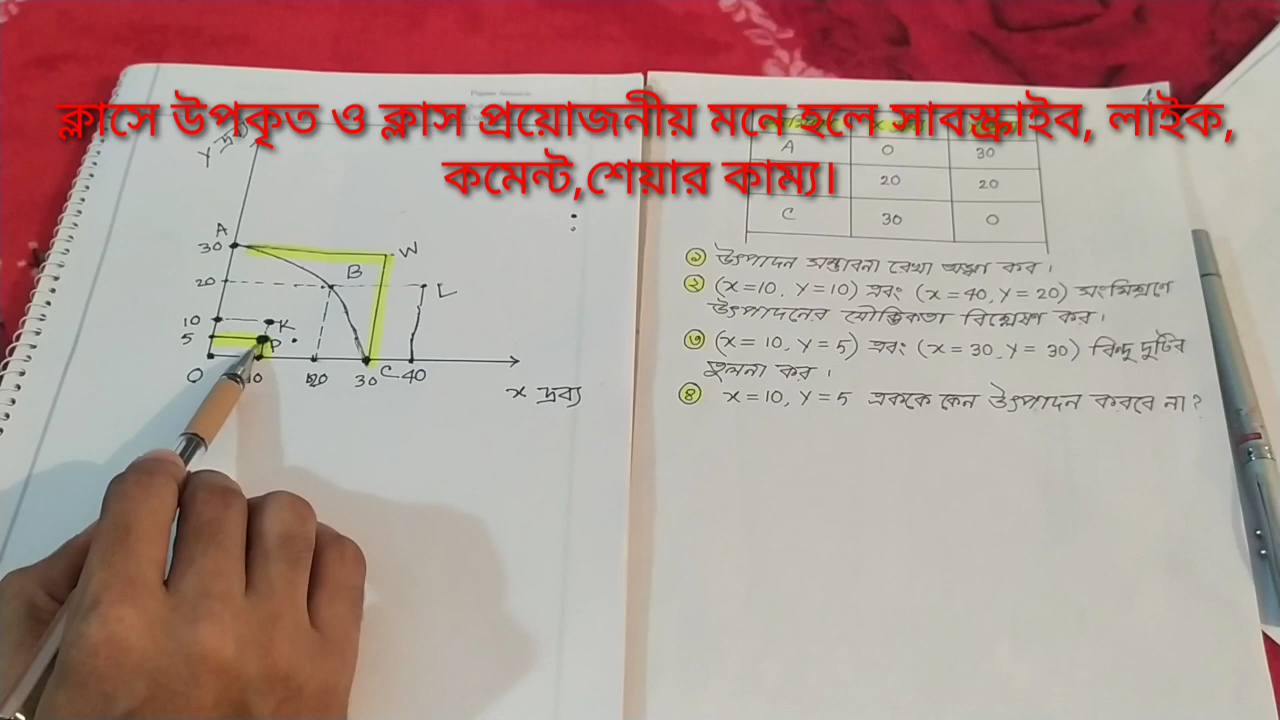 ক্লাসে উপকৃত ও ক্লাস প্রয়োজনীয় মনে হলে সাবস্ক্রাইব, লাইক,
কমেন্ট,শেয়ার কাম্য।
Y দ্রব্য
A
30
W
B
20
L
10
K
5
P
0 10 20 30 C 40
X দ্রব্য
4
A 0 30
20 20
C 30 0
১ উৎপাদন সম্ভাবনা রেখা অঙ্কন কর।
২ (x=10, Y=10) এবং (x=40, Y=20) সংমিশ্রণে
উৎপাদনের যৌক্তিকতা বিশ্লেষণ কর।
৩ (x=10, Y=5) এবং (x=30, Y=30) বিন্দু দুটির
তুলনা কর।
৪ x=10, Y=5 এককে কেন উৎপাদন করবে না?